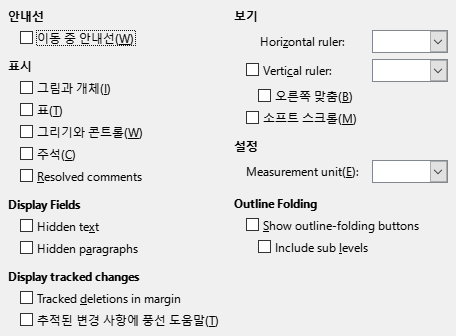 안내선
이동 중 안내선(W)
표시
그림과 개체(I)
표(T)
그리기와 콘트롤(W)
주석(C)
Resolved comments
Display Fields
Hidden text
Hidden paragraphs
Display tracked changes
Tracked deletions in margin
추적된 변경 사항에 풍선 도움말(T)
보기
Horizontal ruler:
Vertical ruler:
오른쪽 맞춤(B)
소프트 스크롤(M)
설정
Measurement unit(E):
Outline Folding
Show outline-folding buttons
Include sub levels